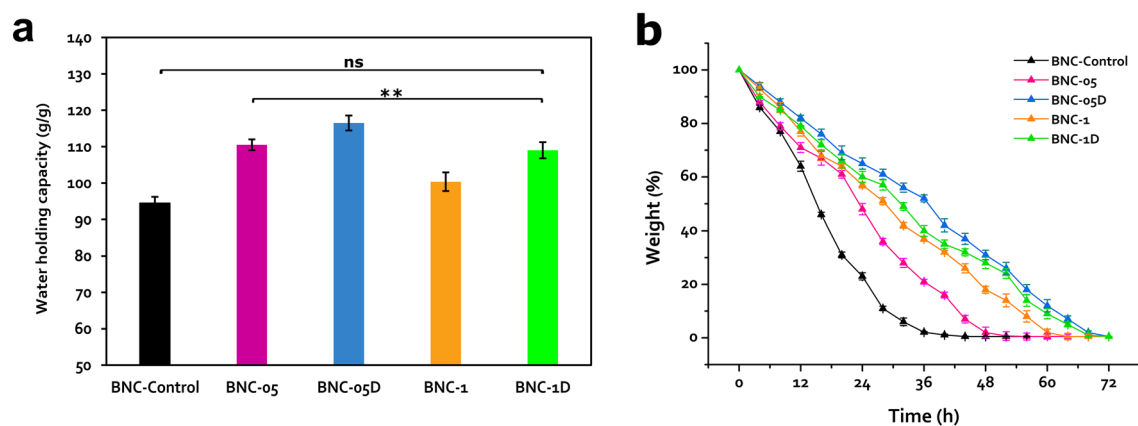 a
Water holding capacity (g/g)
140
130
120
110
100
90
80
70
60
50
ns
**
BNC-Control
BNC-05
BNC-05D
BNC-1
BNC-1D
b
Weight (%)
100
80
60
40
20
0
BNC-Control
BNC-05
BNC-05D
BNC-1
BNC-1D
0
12
24
36
48
60
72
Time (h)